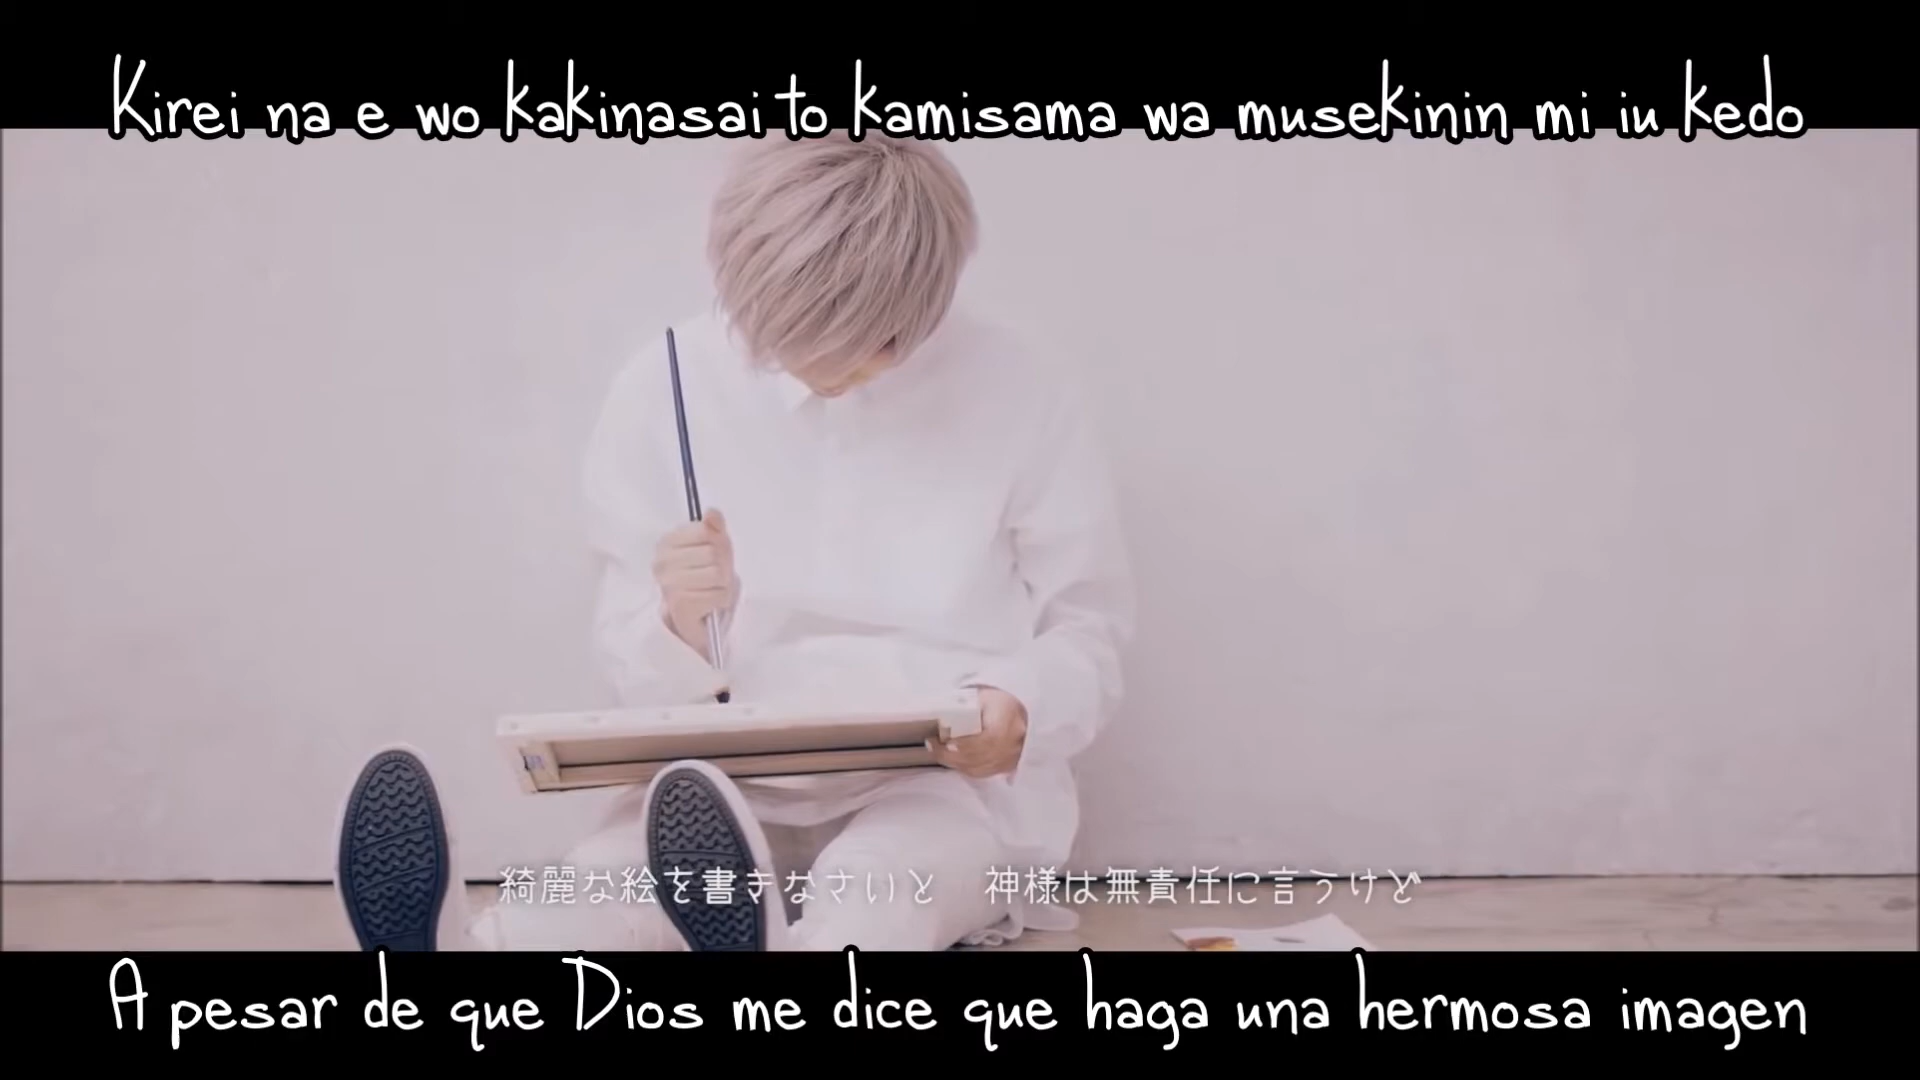 Kirei na e wo kakinasai to kamisama wa musekinin mi iu kedo
綺麗な絵を書きなさいと　神様は無責任に言うけど
A pesar de que Dios me dice que haga una hermosa imagen